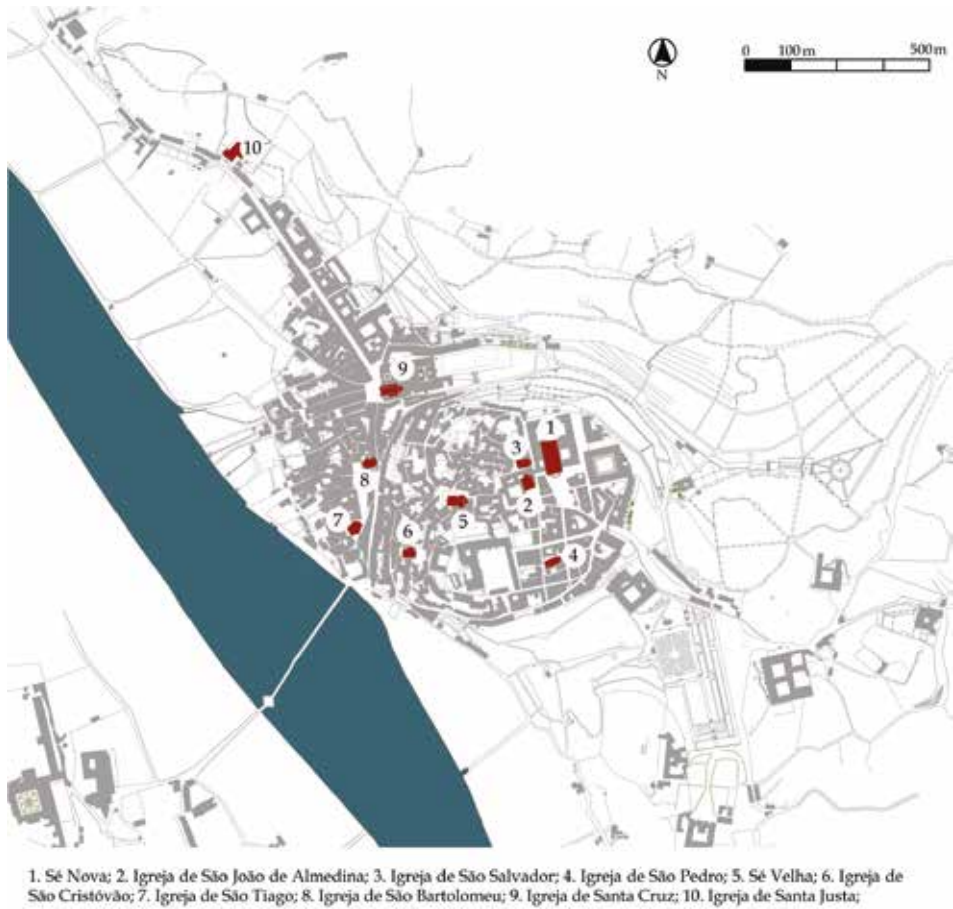 0 100 m 500 m
N
10
9
1
3
8
2
5
7
6
4
1. Sé Nova; 2. Igreja de São João de Almedina; 3. Igreja de São Salvador; 4. Igreja de São Pedro; 5. Sé Velha; 6. Igreja de
São Cristóvão; 7. Igreja de São Tiago; 8. Igreja de São Bartolomeu; 9. Igreja de Santa Cruz; 10. Igreja de Santa Justa;